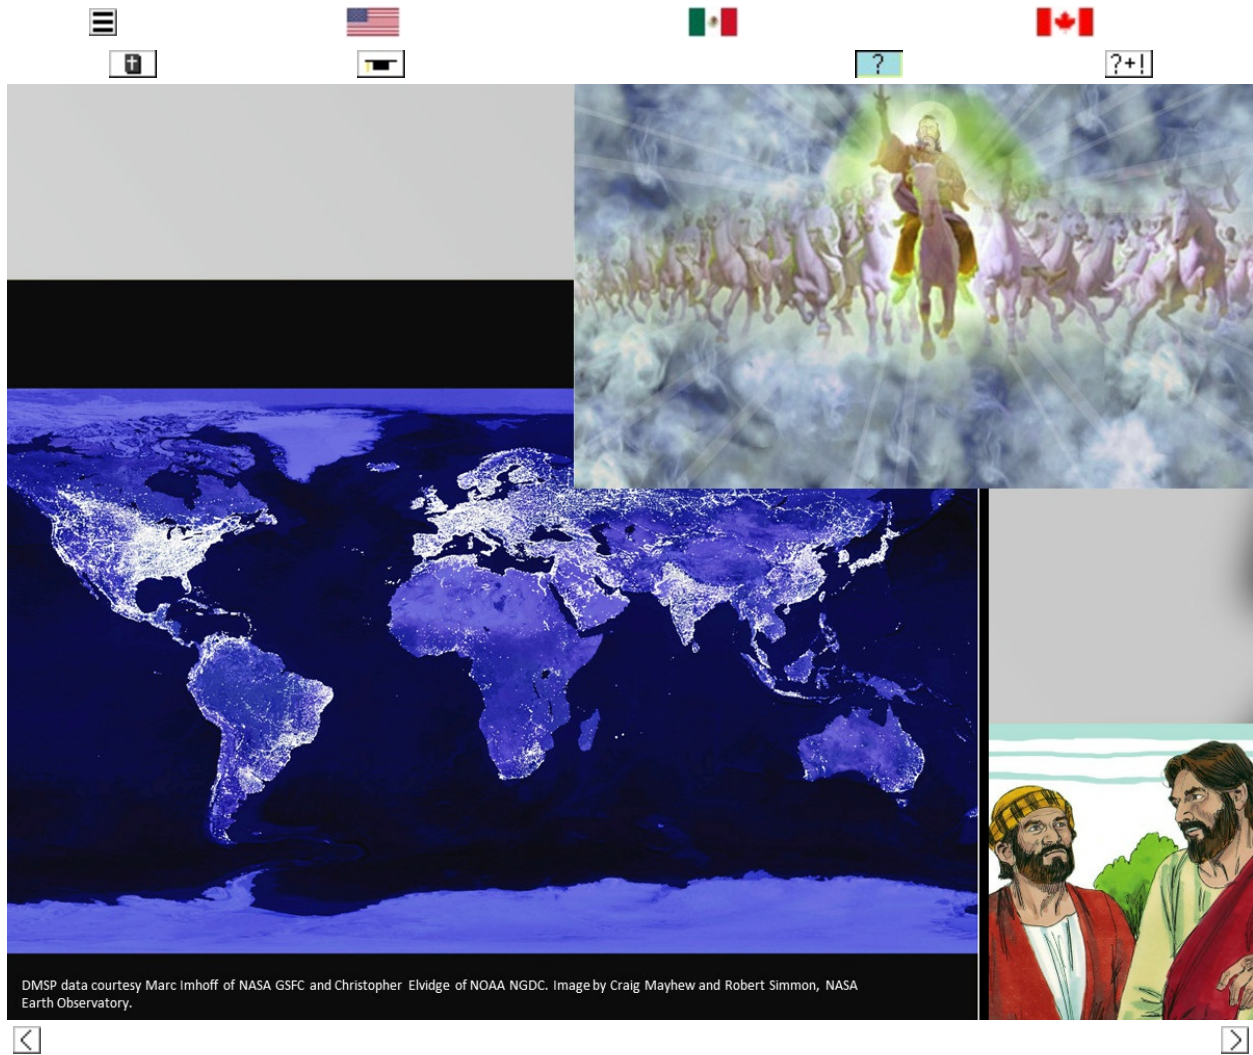 ?
?+!
DMSP data courtesy Marc Imhoff of NASA GSFC and Christopher Elvidge of NOAA NGDC. Image by Craig Mayhew and Robert Simmon, NASA
Earth Observatory.